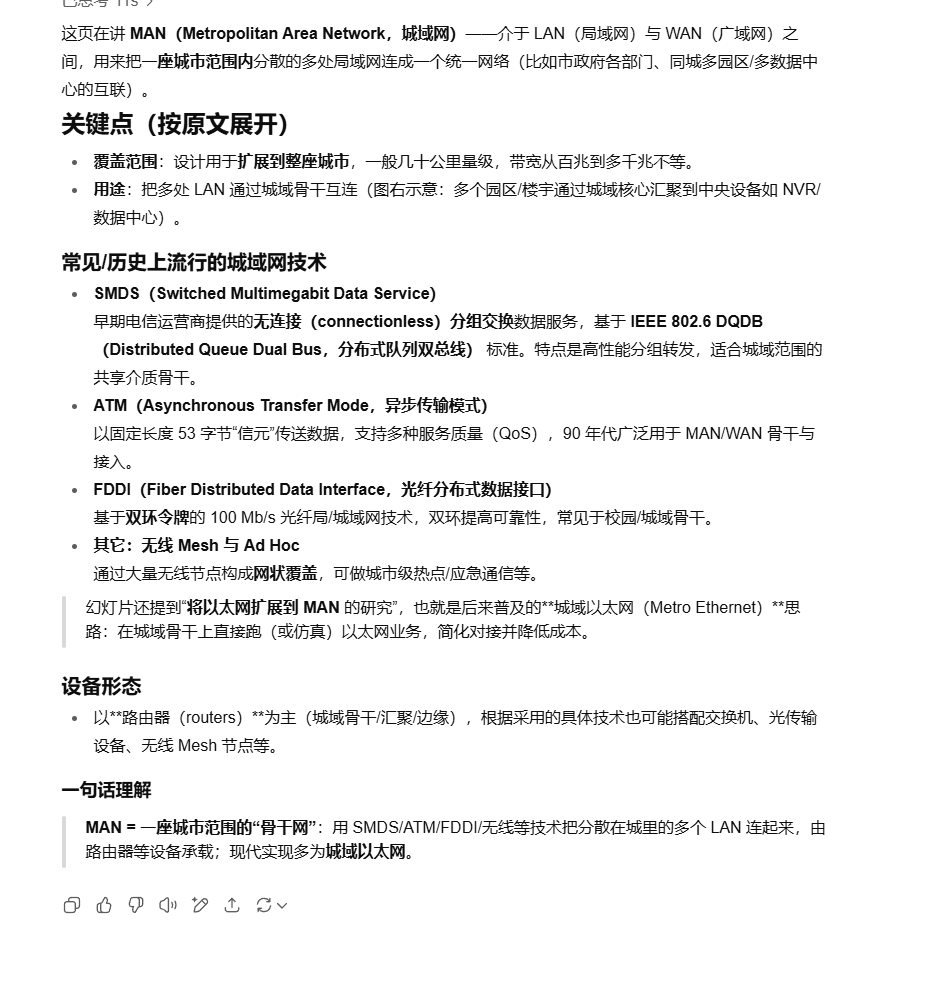 已思考 11s >
这页在讲 MAN（Metropolitan Area Network，城域网）——介于 LAN（局域网）与 WAN（广域网）之
间，用来把一座城市范围内分散的多处局域网连成一个统一网络（比如市政府各部门、同城多园区/多数据中
心的互联）。
关键点（按原文展开）
• 覆盖范围：设计用于扩展到整座城市，一般几十公里量级，带宽从百兆到多千兆不等。
• 用途：把多处 LAN 通过城域骨干互连（图右示意：多个园区/楼宇通过城域核心汇聚到中央设备如 NVR/
数据中心）。
常见/历史上流行的城域网技术
• SMDS（Switched Multimegabit Data Service）
早期电信运营商提供的无连接（connectionless）分组交换数据服务，基于 IEEE 802.6 DQDB
（Distributed Queue Dual Bus，分布式队列双总线） 标准。特点是高性能分组转发，适合城域范围的
共享介质骨干。
• ATM（Asynchronous Transfer Mode，异步传输模式）
以固定长度 53 字节“信元”传送数据，支持多种服务质量（QoS），90 年代广泛用于 MAN/WAN 骨干与
接入。
• FDDI（Fiber Distributed Data Interface，光纤分布式数据接口）
基于双环令牌的 100 Mb/s 光纤局/城域网技术，双环提高可靠性，常见于校园/城域骨干。
• 其它：无线 Mesh 与 Ad Hoc
通过大量无线节点构成网状覆盖，可做城市级热点/应急通信等。
幻灯片还提到“将以太网扩展到 MAN 的研究”，也就是后来普及的**城域以太网（Metro Ethernet）**思
路：在城域骨干上直接跑（或仿真）以太网业务，简化对接并降低成本。
设备形态
• 以**路由器（routers）**为主（城域骨干/汇聚/边缘），根据采用的具体技术也可能搭配交换机、光传输
设备、无线 Mesh 节点等。
一句话理解
MAN = 一座城市范围的“骨干网”：用 SMDS/ATM/FDDI/无线等技术把分散在城里的多个 LAN 连起来，由
路由器等设备承载；现代实现多为城域以太网。